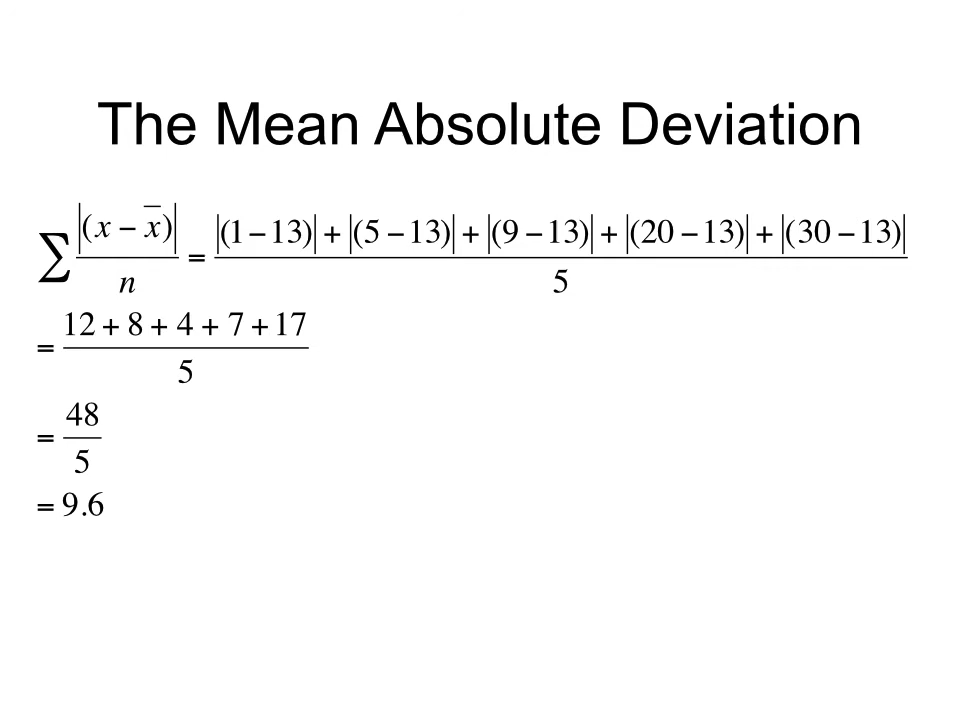 The Mean Absolute Deviation
∑ |(x − x̅)| / n = |(1−13)| + |(5−13)| + |(9−13)| + |(20−13)| + |(30−13)| / 5
= 12 + 8 + 4 + 7 + 17 / 5
= 48 / 5
= 9.6